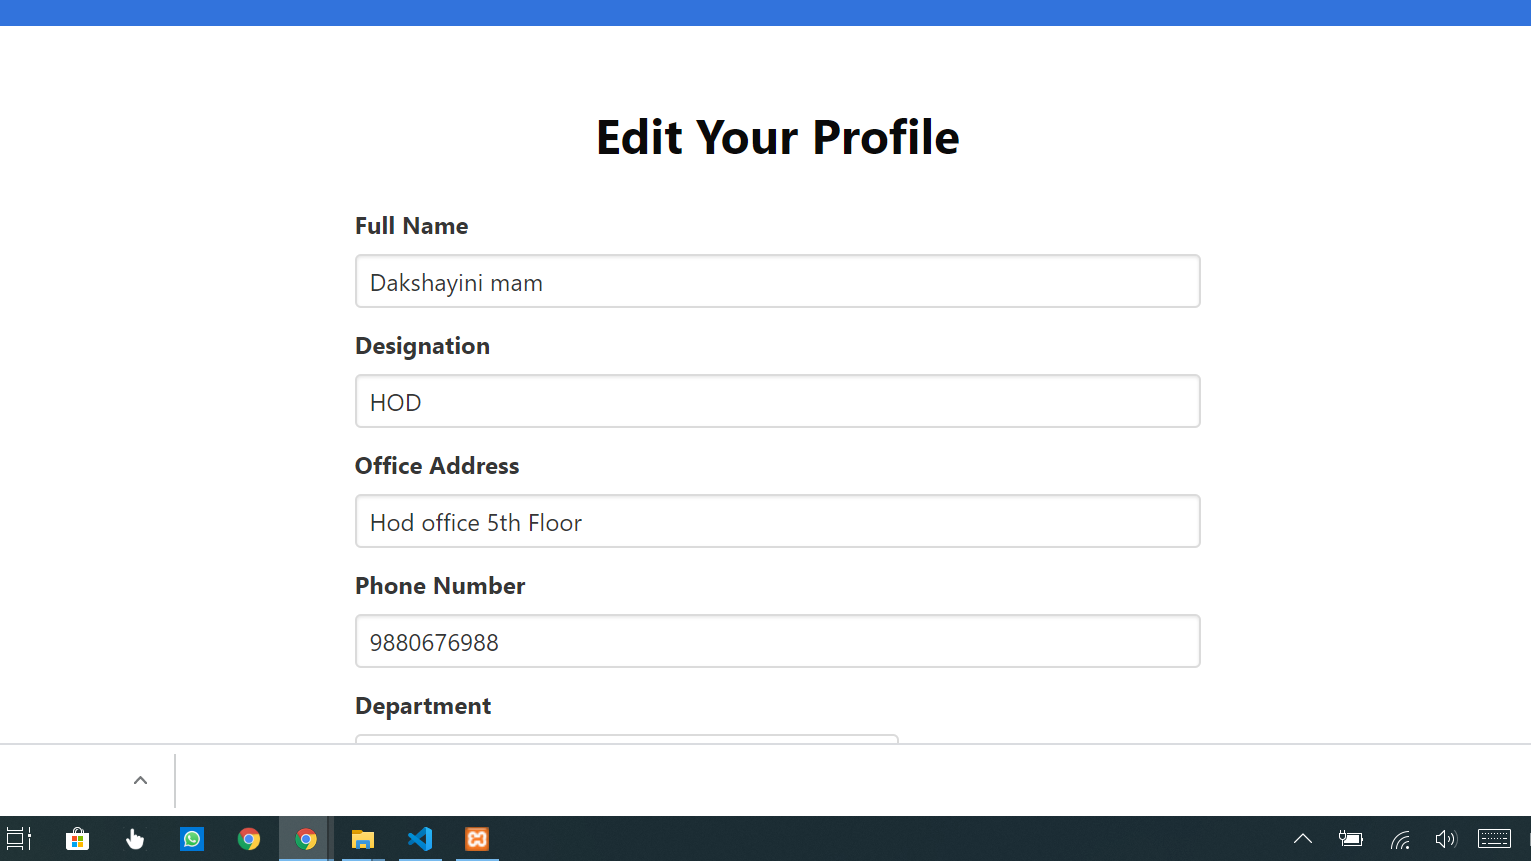 Edit Your Profile
Full Name
Dakshayini mam
Designation
HOD
Office Address
Hod office 5th Floor
Phone Number
9880676988
Department